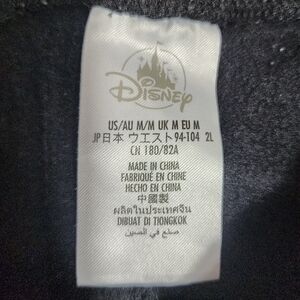 Disney
US/AU M/M UK M EU M
JP日本 ウエスト94-104 2L
CN 180/82A
MADE IN CHINA
FABRIQUÉ EN CHINE
HECHO EN CHINA
中國製
ผลิตในประเทศจีน
DIBUAT DI TIONGKOK
صنع في الصين